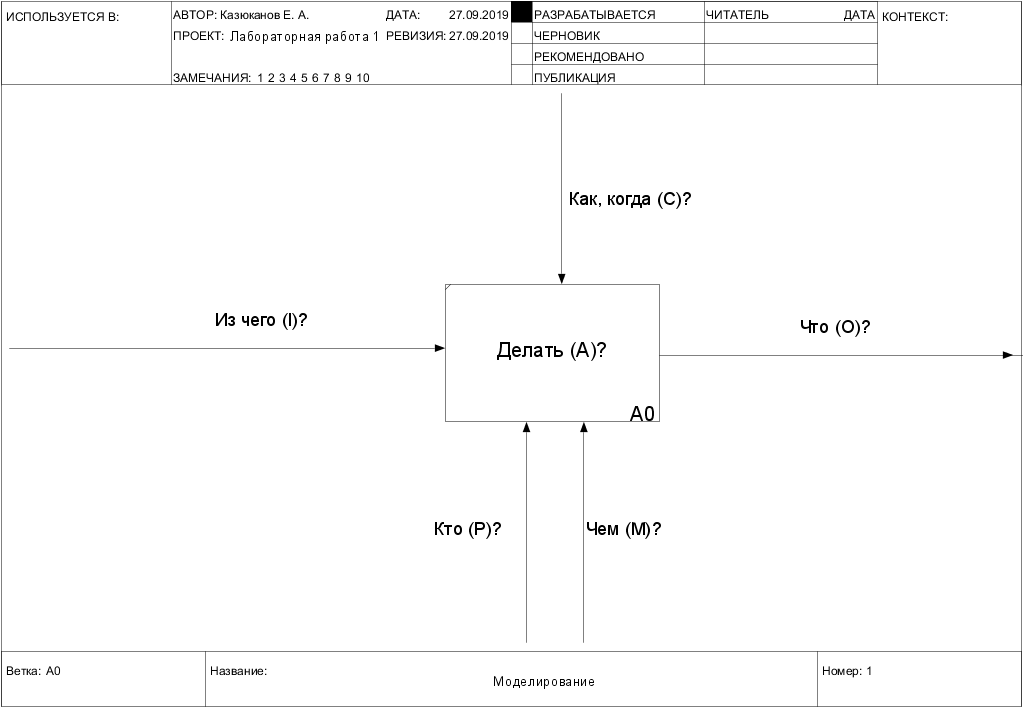 ИСПОЛЬЗУЕТСЯ В:
АВТОР: Казюканов Е. А.
ДАТА: 27.09.2019
РАЗРАБАТЫВАЕТСЯ
ЧИТАТЕЛЬ
ДАТА
КОНТЕКСТ:
ПРОЕКТ: Лабораторная работа 1
РЕВИЗИЯ: 27.09.2019
ЧЕРНОВИК
РЕКОМЕНДОВАНО
ЗАМЕЧАНИЯ: 1 2 3 4 5 6 7 8 9 10
ПУБЛИКАЦИЯ
Как, когда (C)?
Из чего (I)?
Что (O)?
Делать (A)?
A0
Кто (P)?
Чем (M)?
Ветка: A0
Название:
Моделирование
Номер: 1